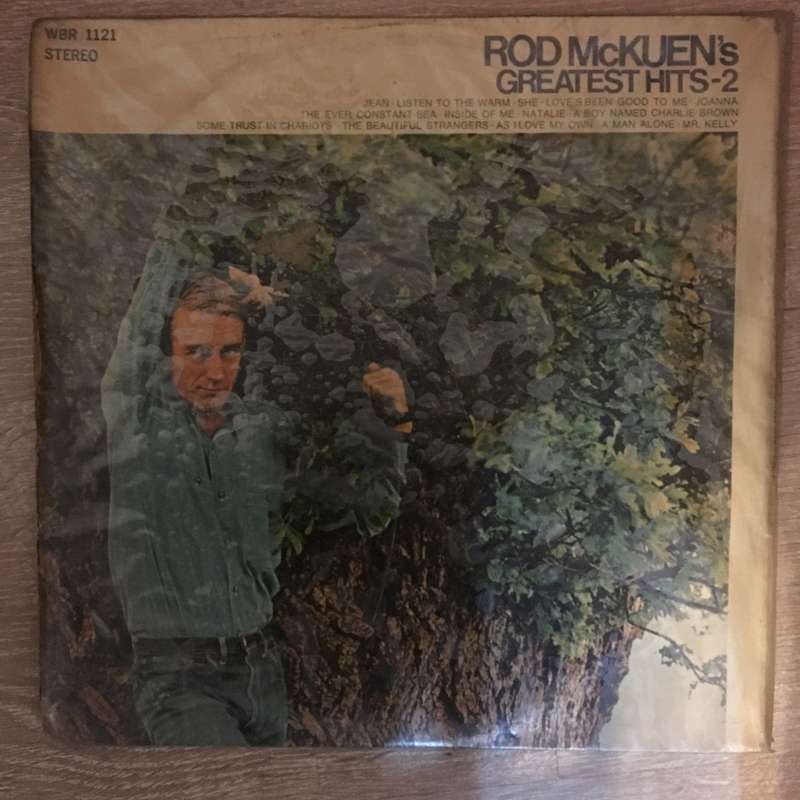 WBR 1121
STEREO
ROD McKUEN's
GREATEST HITS-2
JEAN · LISTEN TO THE WARM · SHE · LOVE'S BEEN GOOD TO ME · JOANNA
THE EVER CONSTANT SEA · INSIDE OF ME · NATALIE · A BOY NAMED CHARLIE BROWN
SOME TRUST IN CHARIOTS · THE BEAUTIFUL STRANGERS · AS I LOVE MY OWN · A MAN ALONE · MR. KELLY